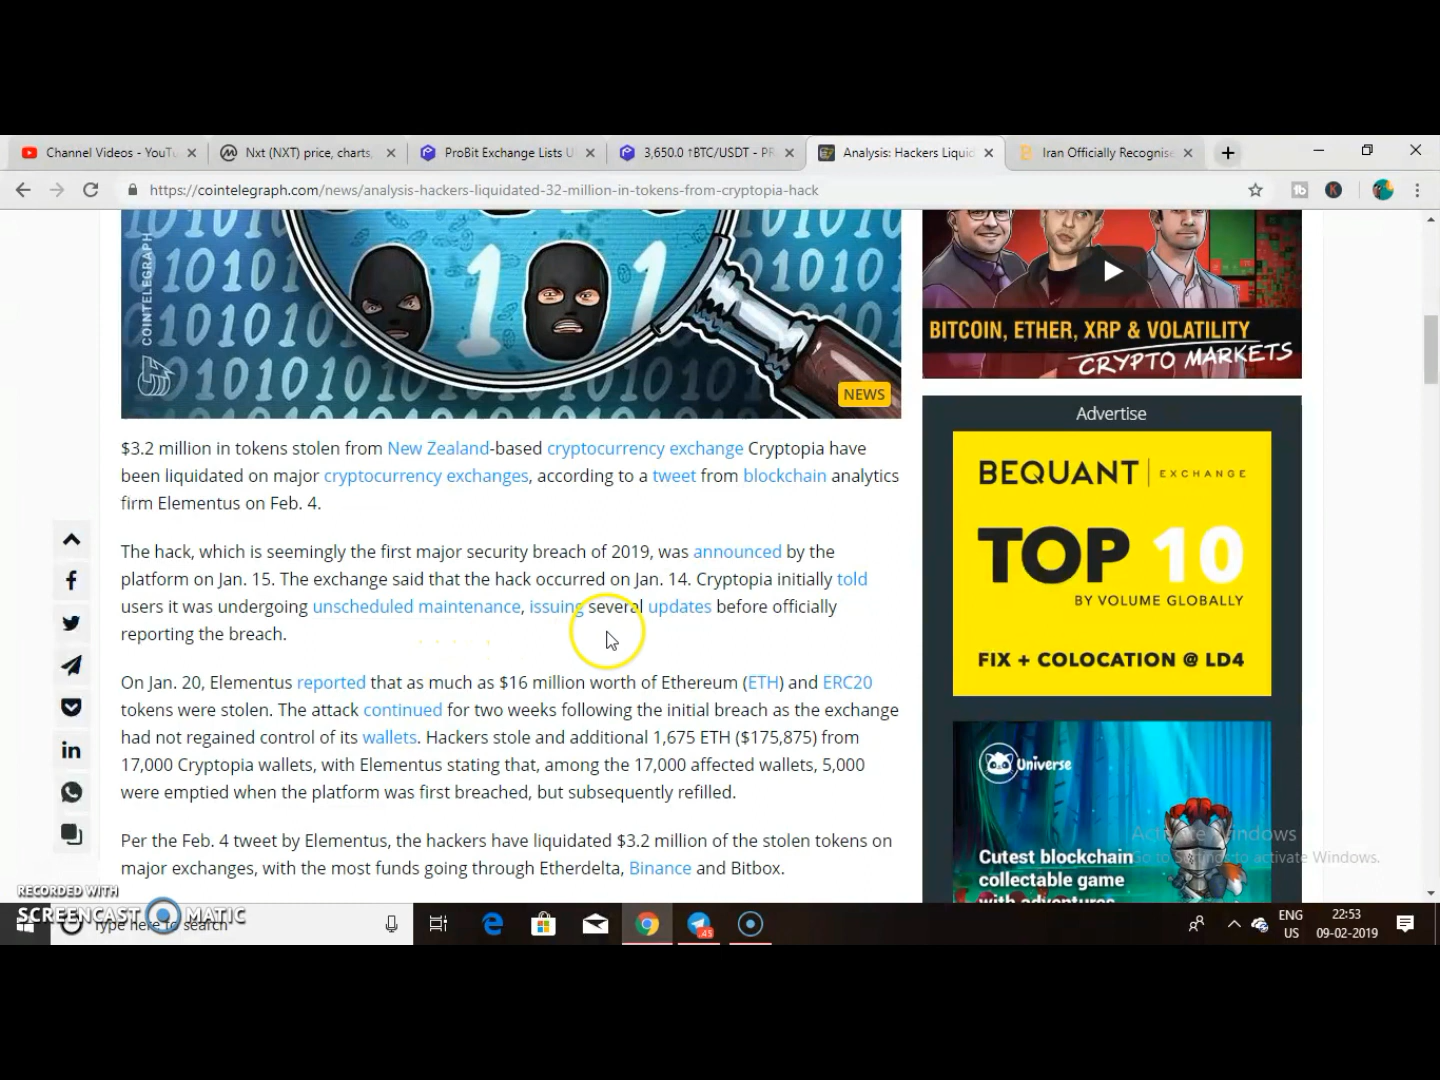 Channel Videos - YouTu
Nxt (NXT) price, charts,
ProBit Exchange Lists U
3,650.0 ↑BTC/USDT - PR
Analysis: Hackers Liquid
Iran Officially Recognise
https://cointelegraph.com/news/analysis-hackers-liquidated-32-million-in-tokens-from-cryptopia-hack
COINTELEGRAPH
NEWS
BITCOIN, ETHER, XRP & VOLATILITY
CRYPTO MARKETS
$3.2 million in tokens stolen from New Zealand-based cryptocurrency exchange Cryptopia have
been liquidated on major cryptocurrency exchanges, according to a tweet from blockchain analytics
firm Elementus on Feb. 4.
The hack, which is seemingly the first major security breach of 2019, was announced by the
platform on Jan. 15. The exchange said that the hack occurred on Jan. 14. Cryptopia initially told
users it was undergoing unscheduled maintenance, issuing several updates before officially
reporting the breach.
On Jan. 20, Elementus reported that as much as $16 million worth of Ethereum (ETH) and ERC20
tokens were stolen. The attack continued for two weeks following the initial breach as the exchange
had not regained control of its wallets. Hackers stole and additional 1,675 ETH ($175,875) from
17,000 Cryptopia wallets, with Elementus stating that, among the 17,000 affected wallets, 5,000
were emptied when the platform was first breached, but subsequently refilled.
Per the Feb. 4 tweet by Elementus, the hackers have liquidated $3.2 million of the stolen tokens on
major exchanges, with the most funds going through Etherdelta, Binance and Bitbox.
Advertise
BEQUANT | EXCHANGE
TOP 10
BY VOLUME GLOBALLY
FIX + COLOCATION @ LD4
Universe
Cutest blockchain
collectable game
with adventures
Activate Windows
Go to Settings to activate Windows.
RECORDED WITH
SCREENCAST MATIC
Type here to search
45
ENG
US
22:53
09-02-2019